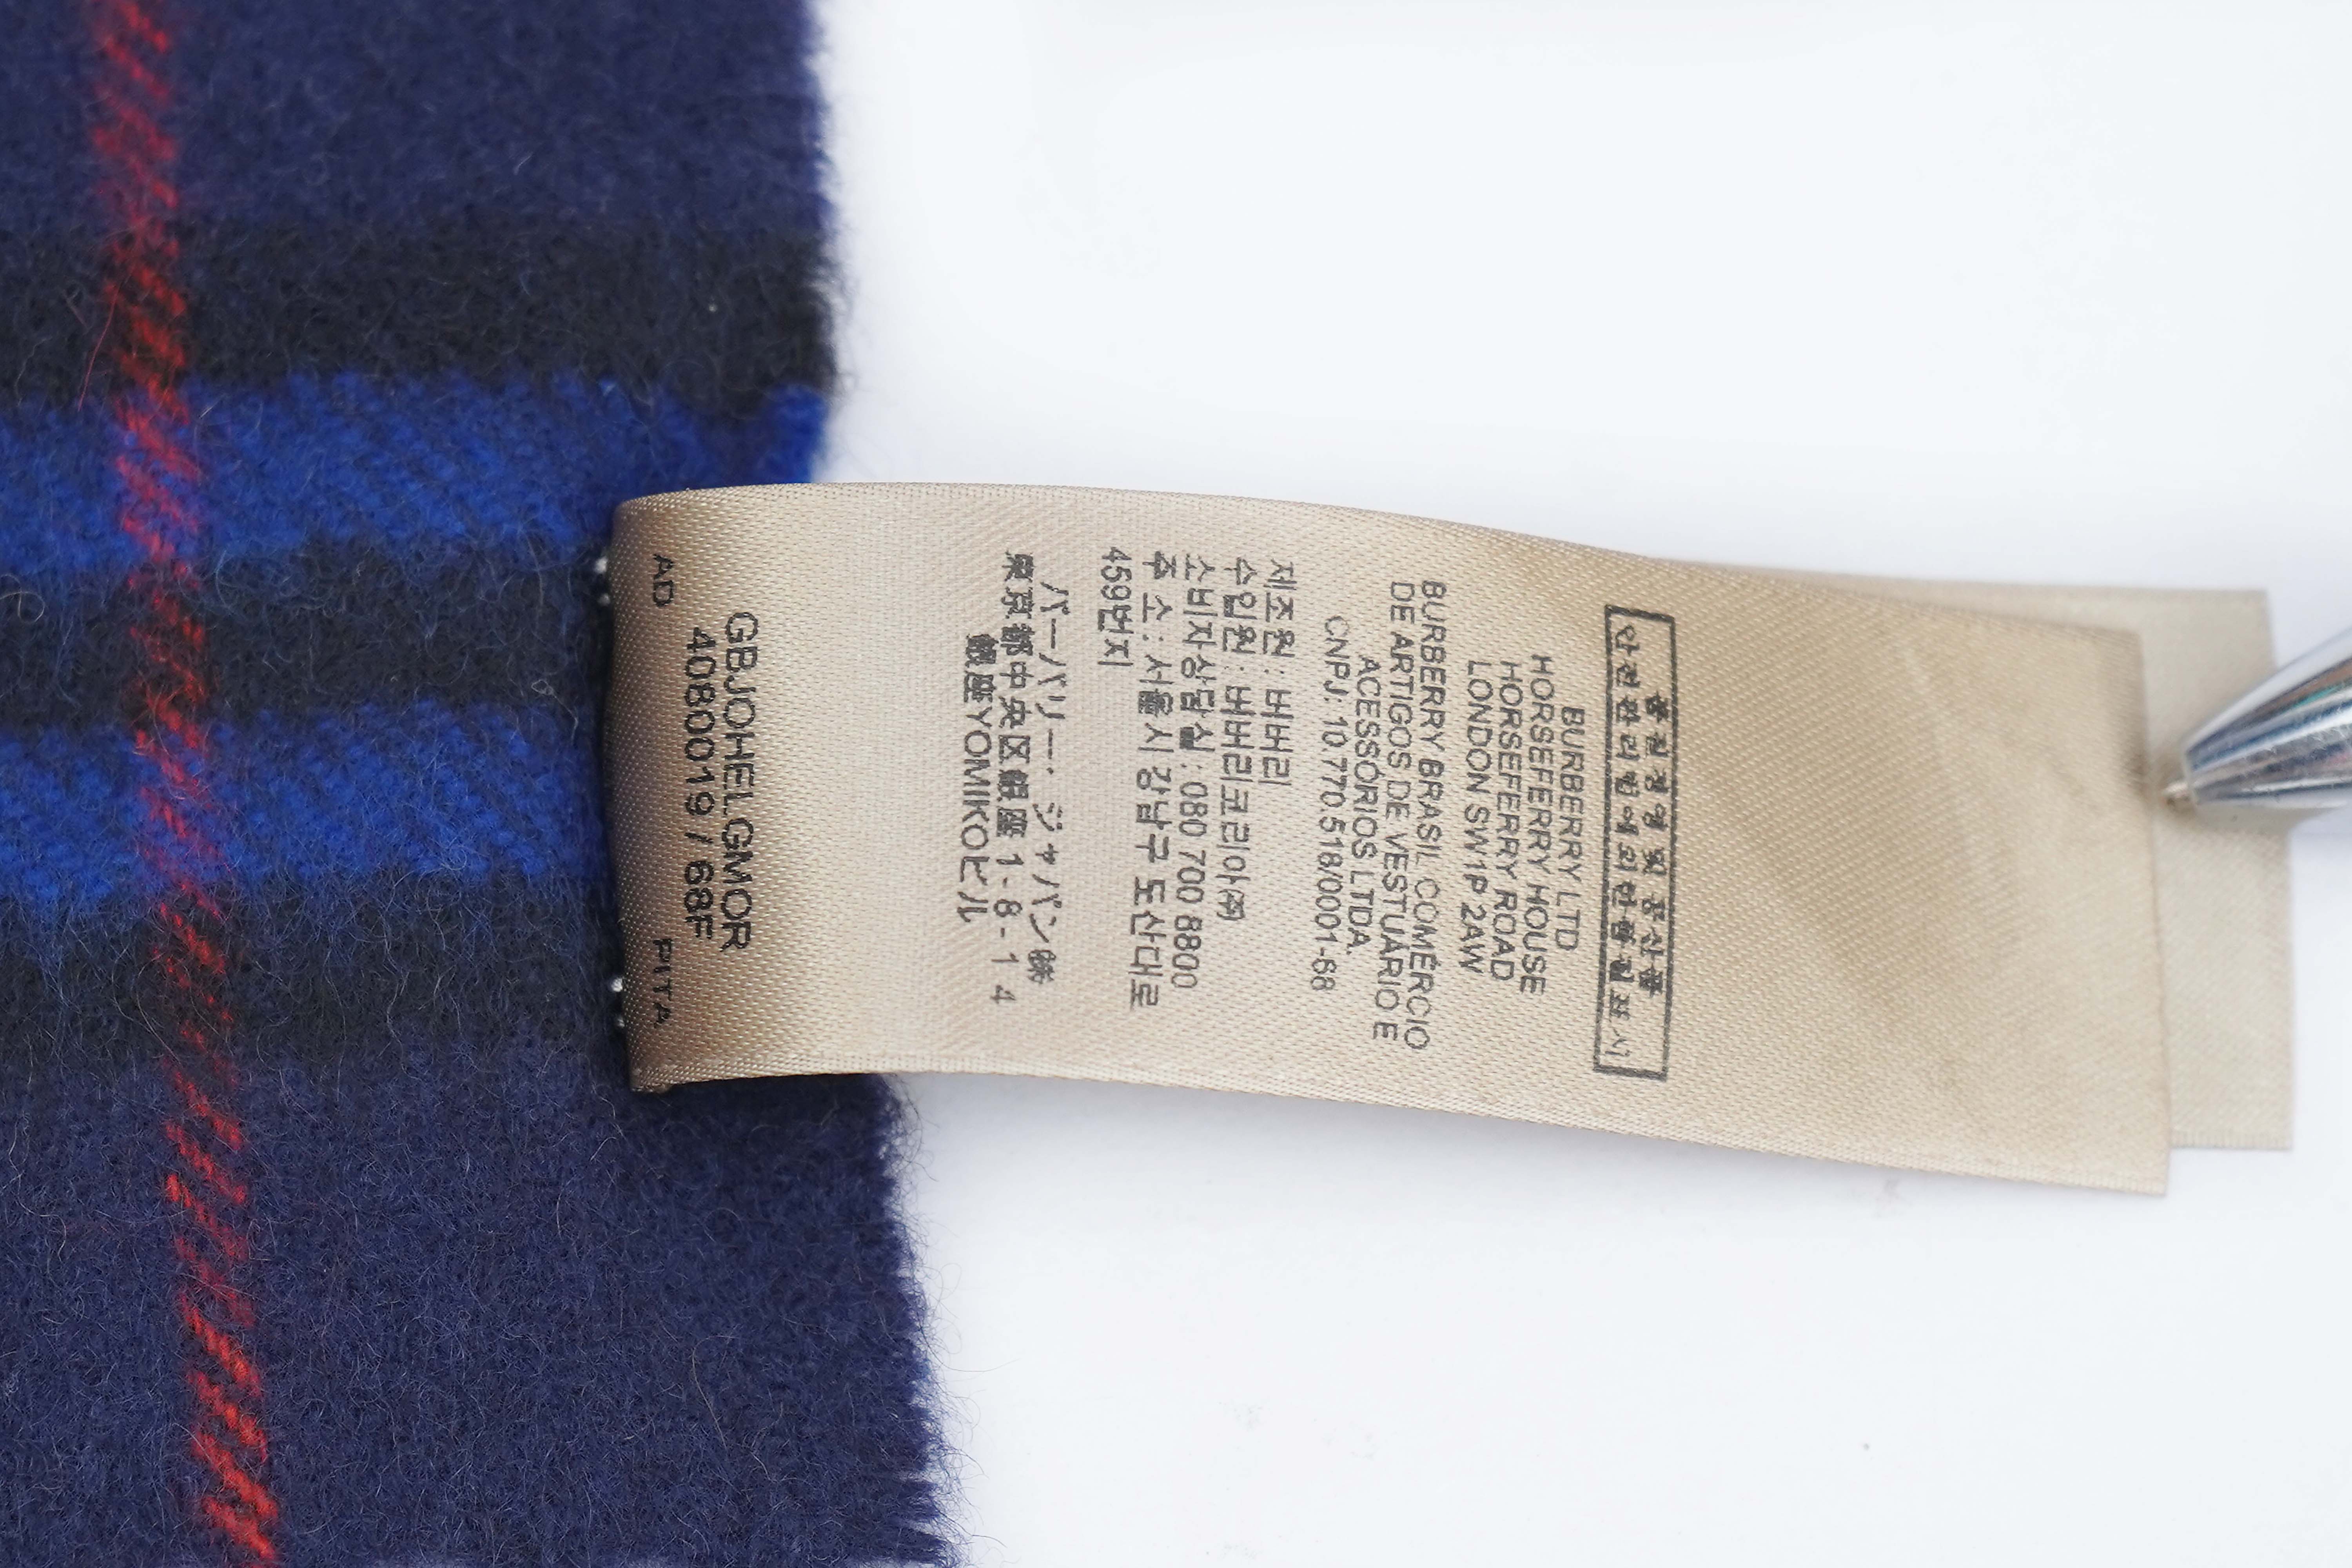 품질경영 및 공산품
안전관리법에 의한 품질표시
BURBERRY LTD
HORSEFERRY HOUSE
HORSEFERRY ROAD
LONDON SW1P 2AW
BURBERRY BRASIL COMÉRCIO
DE ARTIGOS DE VESTUÁRIO E
ACESSÓRIOS LTDA.
CNPJ: 10.770.518/0001-68
제조원 : 버버리
수입원 : 버버리코리아㈜
소비자상담실 : 080 700 8800
주 소 : 서울시 강남구 도산대로
459번지
バーバリー・ジャパン㈱
東京都中央区銀座 1 - 8 - 1 4
銀座YOMIKOビル
GBJOHELGMOR
4080019 / 68F
AD PITA